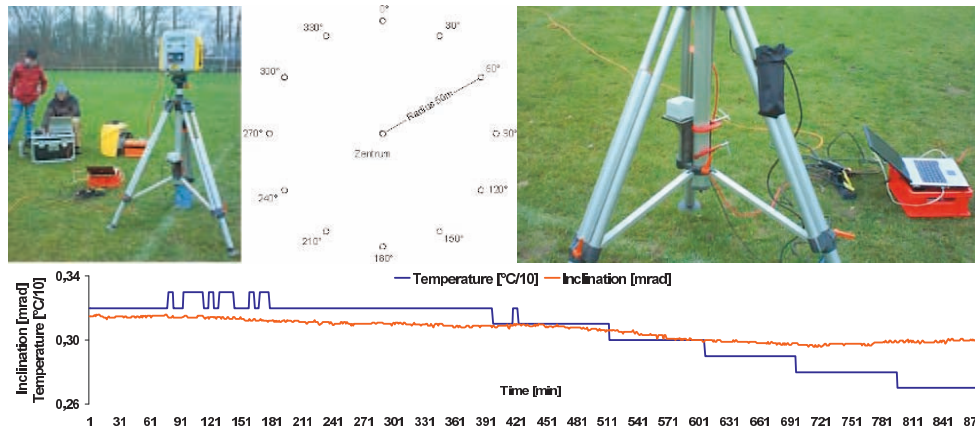 0°
330°
30°
300°
60°
Radius 50m
270°
90°
Zentrum
240°
120°
210°
150°
180°
0,34
Temperature [°C/10]
Inclination [mrad]
Inclination [mrad]
Temperature [°C/10]
0,30
Time [min]
0,26
1 31 61 91 121 151 181 211 241 271 301 331 361 391 421 451 481 511 541 571 601 631 661 691 721 751 781 811 841 87